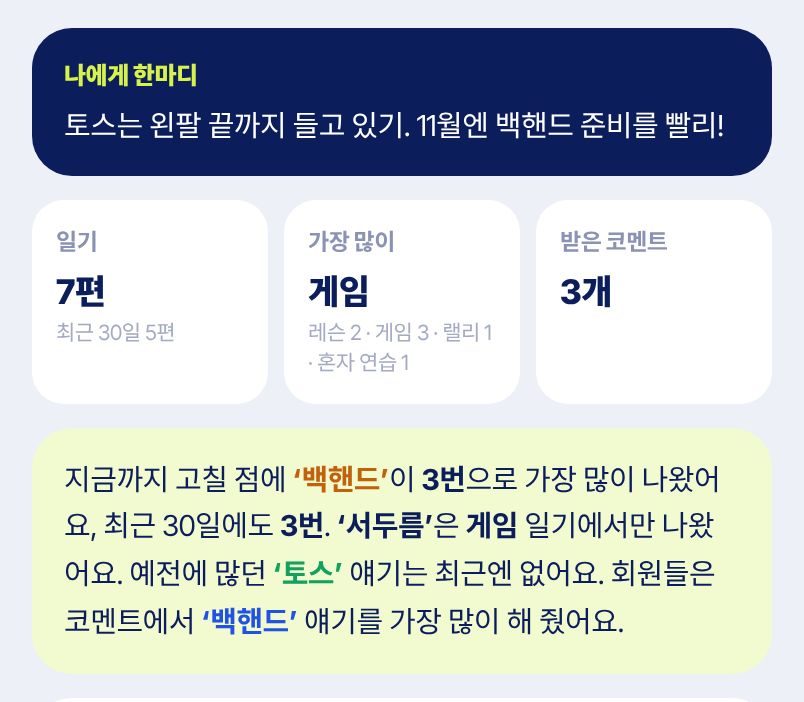 나에게 한마디
토스는 왼팔 끝까지 들고 있기. 11월엔 백핸드 준비를 빨리!
일기
7편
최근 30일 5편
가장 많이
게임
레슨 2 · 게임 3 · 랠리 1
· 혼자 연습 1
받은 코멘트
3개
지금까지 고칠 점에 ‘백핸드’이 3번으로 가장 많이 나왔어
요, 최근 30일에도 3번. ‘서두름’은 게임 일기에서만 나왔
어요. 예전에 많던 ‘토스’ 얘기는 최근엔 없어요. 회원들은
코멘트에서 ‘백핸드’ 얘기를 가장 많이 해 줬어요.